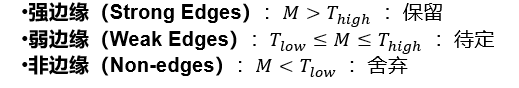 •强边缘（Strong Edges）： M > T_high ：保留
•弱边缘（Weak Edges）： T_low ≤ M ≤ T_high ：待定
•非边缘（Non-edges）： M < T_low ：舍弃